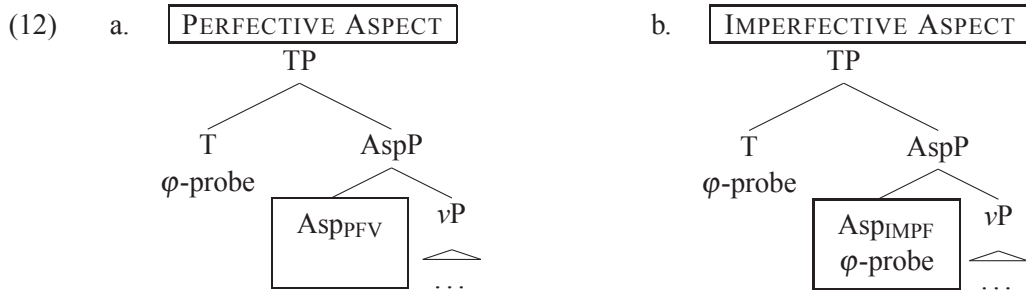 (12) a. PERFECTIVE ASPECT b. IMPERFECTIVE ASPECT
TP TP
T AspP T AspP
φ-probe φ-probe
AspPFV vP AspIMPF vP
φ-probe
... ...